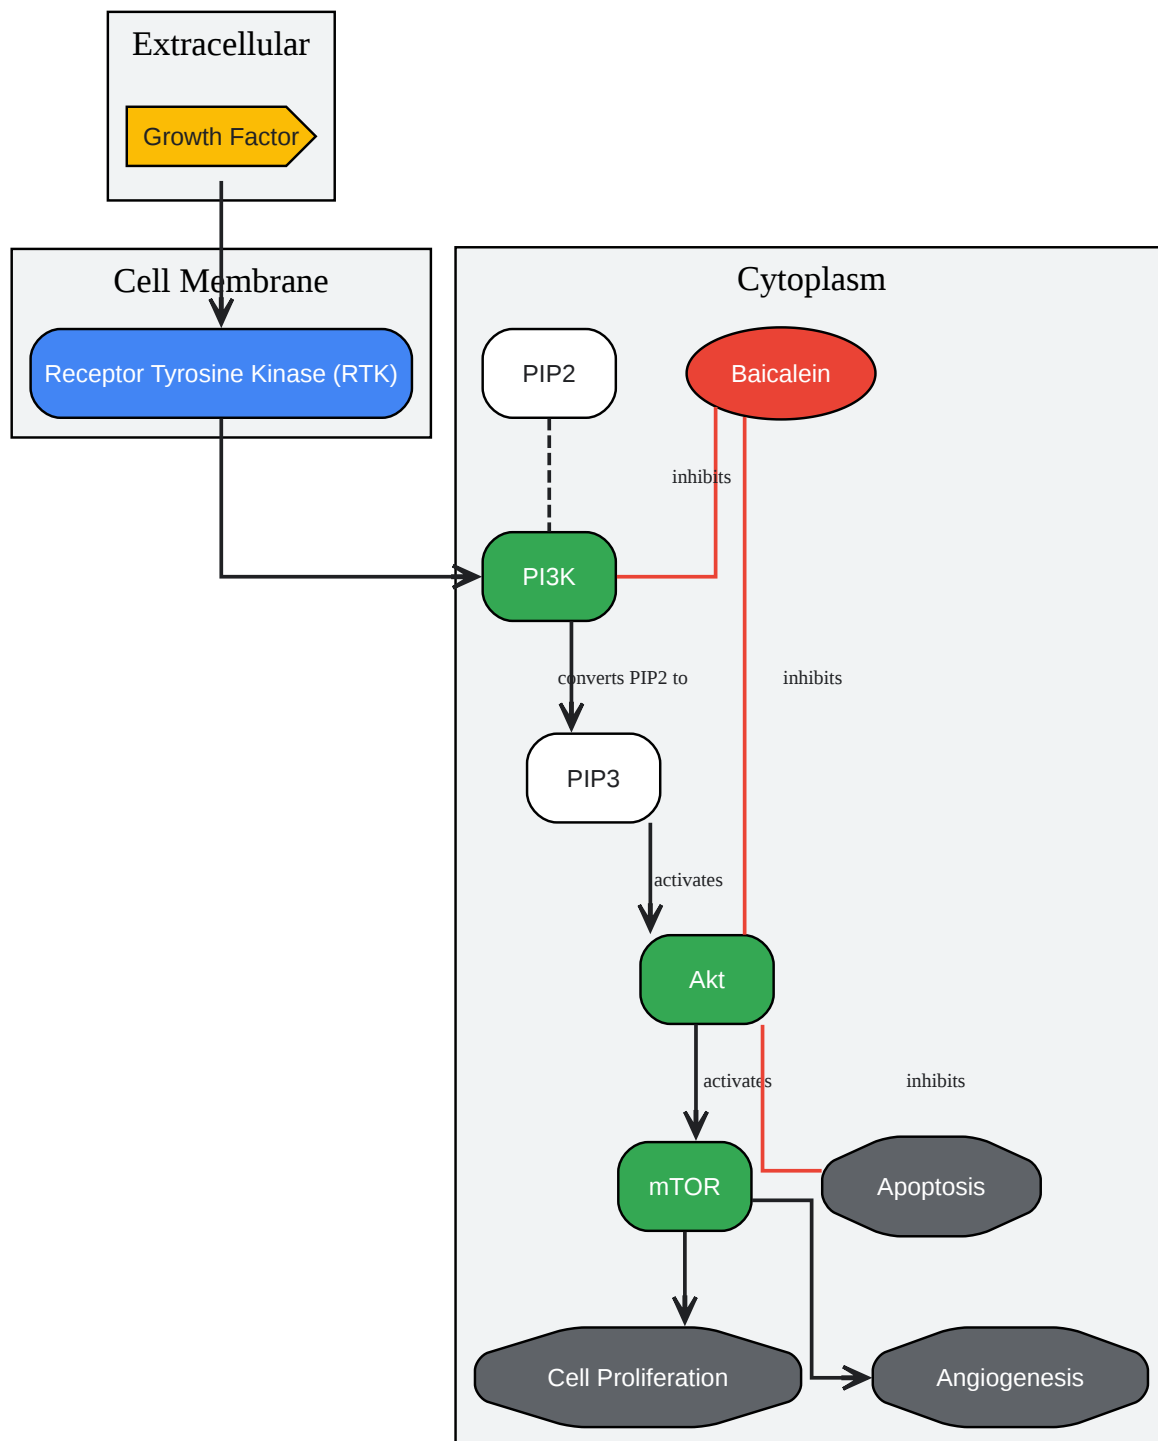 Extracellular
Growth Factor
Cell Membrane
Receptor Tyrosine Kinase (RTK)
Cytoplasm
PIP2
Baicalein
inhibits
PI3K
converts PIP2 to
inhibits
PIP3
activates
Akt
activates
inhibits
mTOR
Apoptosis
Cell Proliferation
Angiogenesis